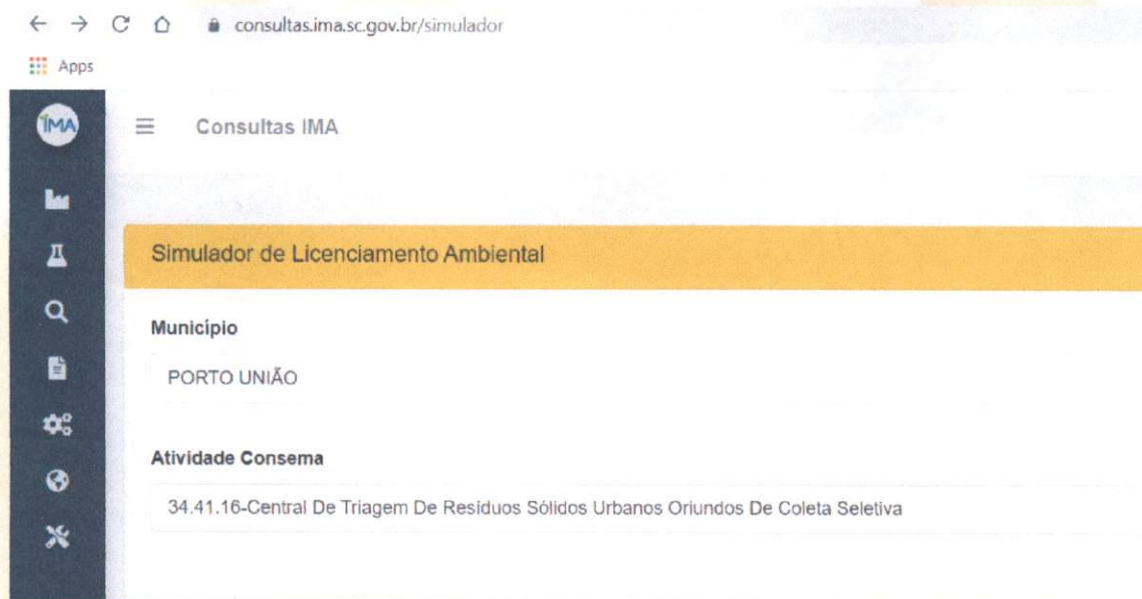 consultas.ima.sc.gov.br/simulador
Apps
IMA
Consultas IMA
Simulador de Licenciamento Ambiental
Município
PORTO UNIÃO
Atividade Consema
34.41.16-Central De Triagem De Resíduos Sólidos Urbanos Oriundos De Coleta Seletiva